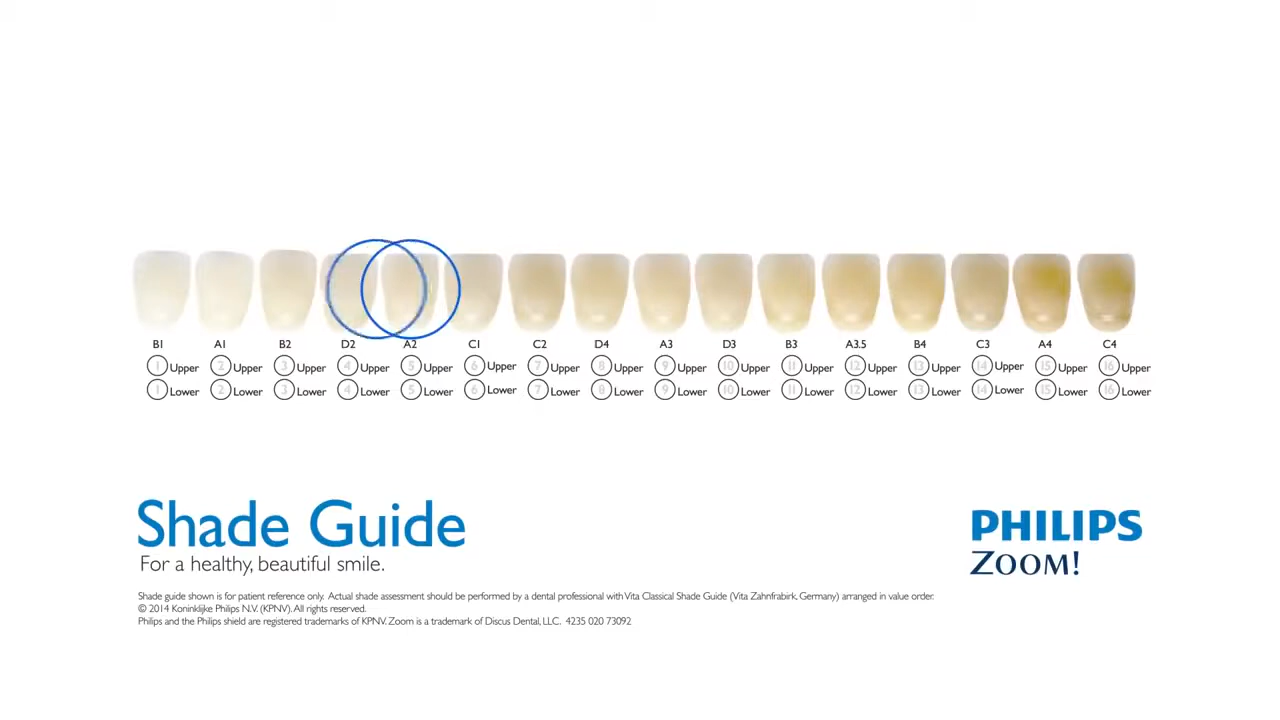 B1 A1 B2 D2 A2 C1 C2 D4 A3 D3 B3 A3.5 B4 C3 A4 C4
1 Upper 2 Upper 3 Upper 4 Upper 5 Upper 6 Upper 7 Upper 8 Upper 9 Upper 10 Upper 11 Upper 12 Upper 13 Upper 14 Upper 15 Upper 16 Upper
1 Lower 2 Lower 3 Lower 4 Lower 5 Lower 6 Lower 7 Lower 8 Lower 9 Lower 10 Lower 11 Lower 12 Lower 13 Lower 14 Lower 15 Lower 16 Lower
Shade Guide
For a healthy, beautiful smile.
PHILIPS
ZOOM!
Shade guide shown is for patient reference only. Actual shade assessment should be performed by a dental professional with Vita Classical Shade Guide (Vita Zahnfabirk, Germany) arranged in value order.
© 2014 Koninklijke Philips N.V. (KPNV). All rights reserved.
Philips and the Philips shield are registered trademarks of KPNV. Zoom is a trademark of Discus Dental, LLC. 4235 020 73092